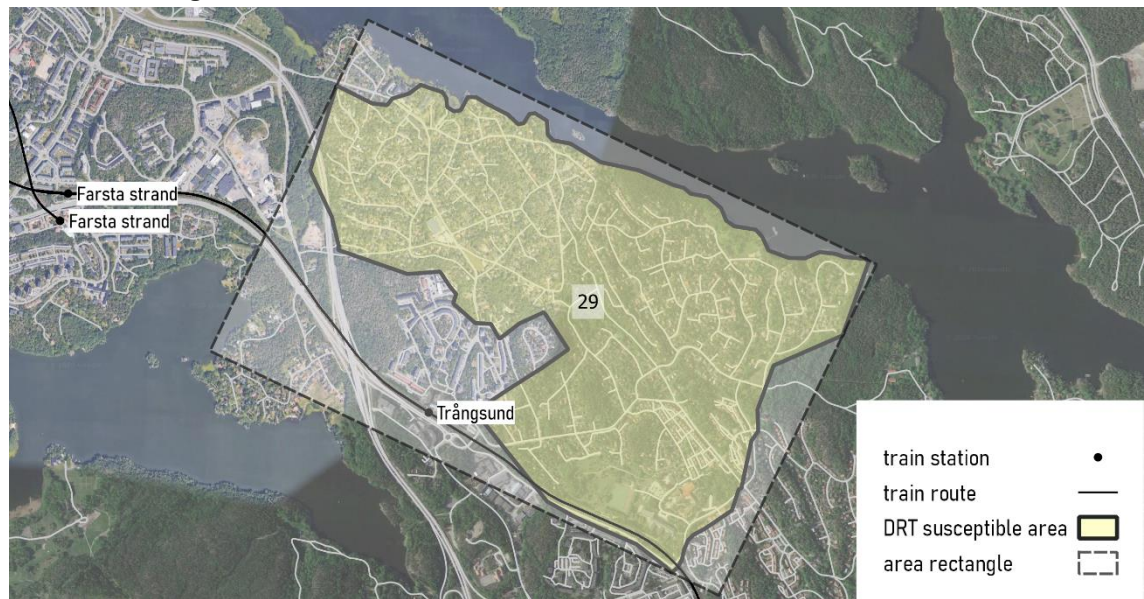 Farsta strand
Farsta strand
29
Trångsund
train station
train route
DRT susceptible area
area rectangle